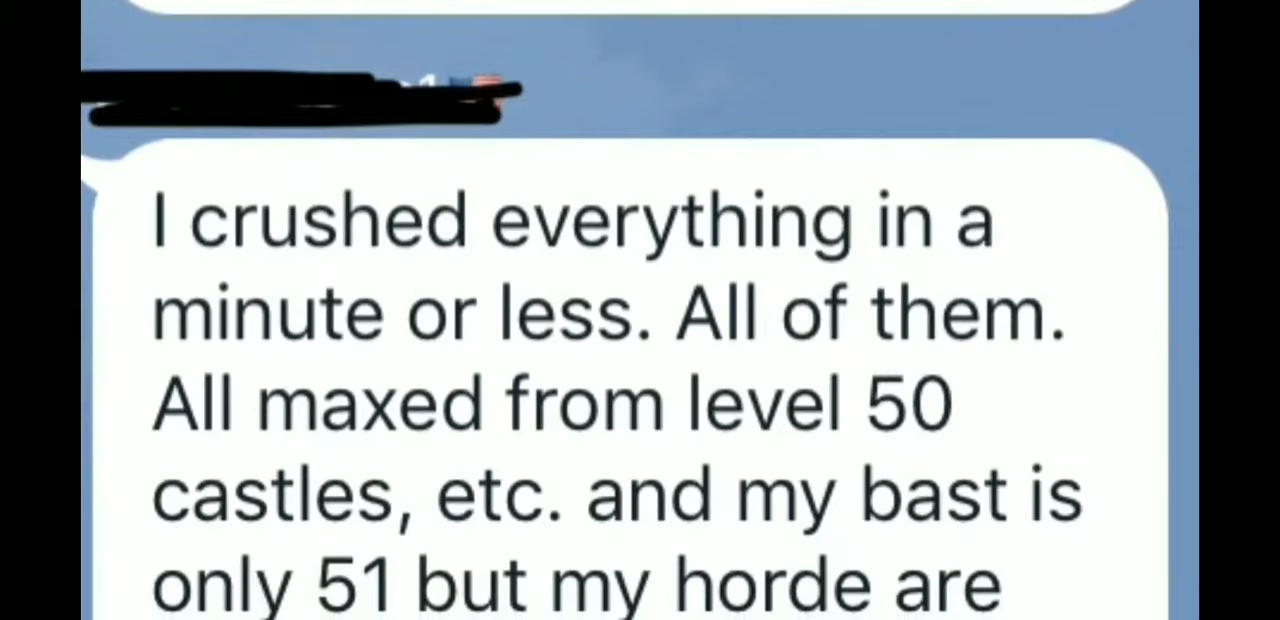 I crushed everything in a
minute or less. All of them.
All maxed from level 50
castles, etc. and my bast is
only 51 but my horde are